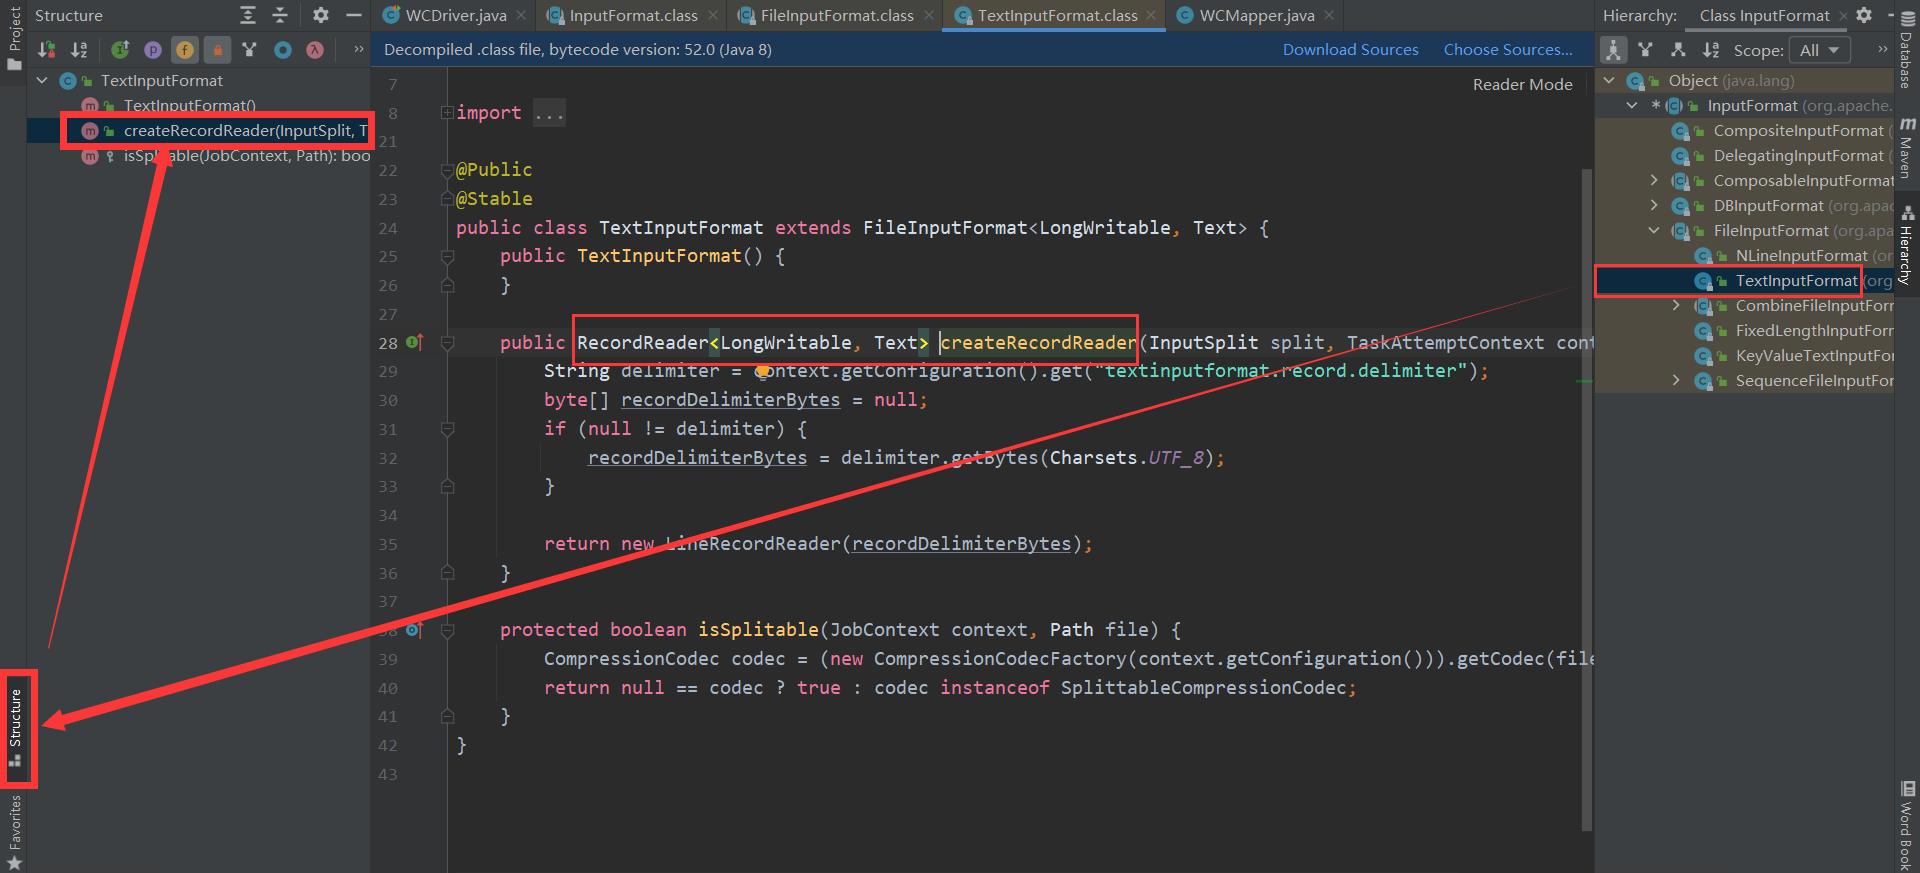 Project
Structure
WCDriver.java
InputFormat.class
FileInputFormat.class
TextInputFormat.class
WCMapper.java
Hierarchy:
Class InputFormat
Decompiled .class file, bytecode version: 52.0 (Java 8)
Download Sources
Choose Sources...
Scope:
All
Reader Mode
TextInputFormat
TextInputFormat()
createRecordReader(InputSplit, T
isSplitable(JobContext, Path): boo
7
8 import ...
21
22 @Public
23 @Stable
24 public class TextInputFormat extends FileInputFormat<LongWritable, Text> {
25 public TextInputFormat() {
26 }
27
28 public RecordReader<LongWritable, Text> createRecordReader(InputSplit split, TaskAttemptContext cont
29 String delimiter = context.getConfiguration().get("textinputformat.record.delimiter");
30 byte[] recordDelimiterBytes = null;
31 if (null != delimiter) {
32 recordDelimiterBytes = delimiter.getBytes(Charsets.UTF_8);
33 }
34
35 return new LineRecordReader(recordDelimiterBytes);
36 }
37
38 protected boolean isSplitable(JobContext context, Path file) {
39 CompressionCodec codec = (new CompressionCodecFactory(context.getConfiguration())).getCodec(file
40 return null == codec ? true : codec instanceof SplittableCompressionCodec;
41 }
42 }
43
Object (java.lang)
* InputFormat (org.apache.
CompositeInputFormat (
DelegatingInputFormat (
ComposableInputFormat
DBInputFormat (org.apac
FileInputFormat (org.apa
NLineInputFormat (or
TextInputFormat (org
CombineFileInputForr
FixedLengthInputForr
KeyValueTextInputFo
SequenceFileInputFor
Structure
Favorites
Database
Maven
Hierarchy
Word Book